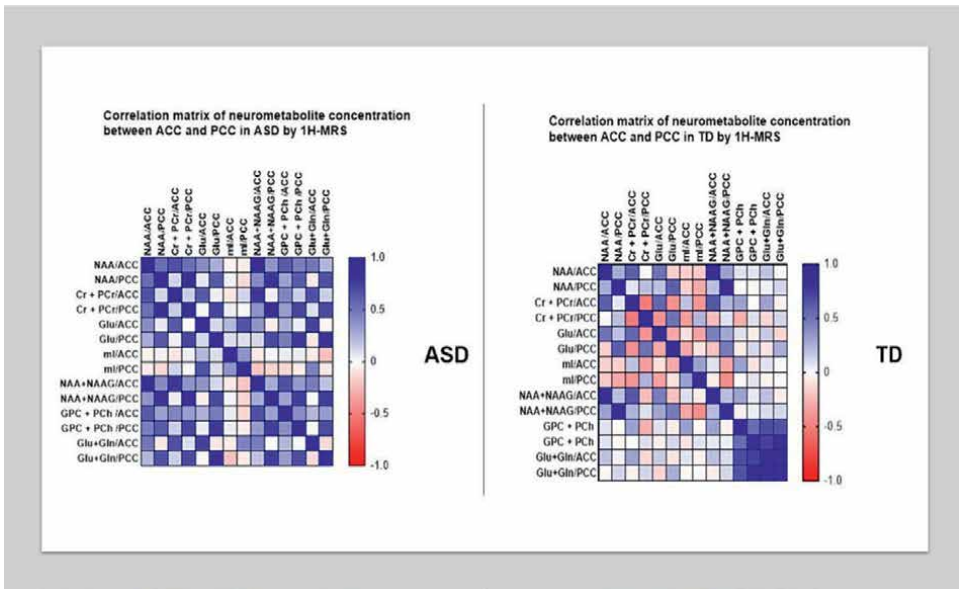 Correlation matrix of neurometabolite concentration
between ACC and PCC in ASD by 1H-MRS
NAA/ACC
NAA/PCC
Cr + PCr/ACC
Cr + PCr/PCC
Glu/ACC
Glu/PCC
mI/ACC
mI/PCC
NAA+NAAG/ACC
NAA+NAAG/PCC
GPC + PCh /ACC
GPC + PCh /PCC
Glu+Gln/ACC
Glu+Gln/PCC
NAA/ACC
NAA/PCC
Cr + PCr/ACC
Cr + PCr/PCC
Glu/ACC
Glu/PCC
mI/ACC
mI/PCC
NAA+NAAG/ACC
NAA+NAAG/PCC
GPC + PCh /ACC
GPC + PCh /PCC
Glu+Gln/ACC
Glu+Gln/PCC
1.0
0.5
0
-0.5
-1.0
ASD
Correlation matrix of neurometabolite concentration
between ACC and PCC in TD by 1H-MRS
NAA/ACC
NAA/PCC
Cr + PCr/ACC
Cr + PCr/PCC
Glu/ACC
Glu/PCC
mI/ACC
mI/PCC
NAA+NAAG/ACC
NAA+NAAG/PCC
GPC + PCh
GPC + PCh
Glu+Gln/ACC
Glu+Gln/PCC
NAA/ACC
NAA/PCC
Cr + PCr/ACC
Cr + PCr/PCC
Glu/ACC
Glu/PCC
mI/ACC
mI/PCC
NAA+NAAG/ACC
NAA+NAAG/PCC
GPC + PCh
GPC + PCh
Glu+Gln/ACC
Glu+Gln/PCC
1.0
0.5
0
-0.5
-1.0
TD